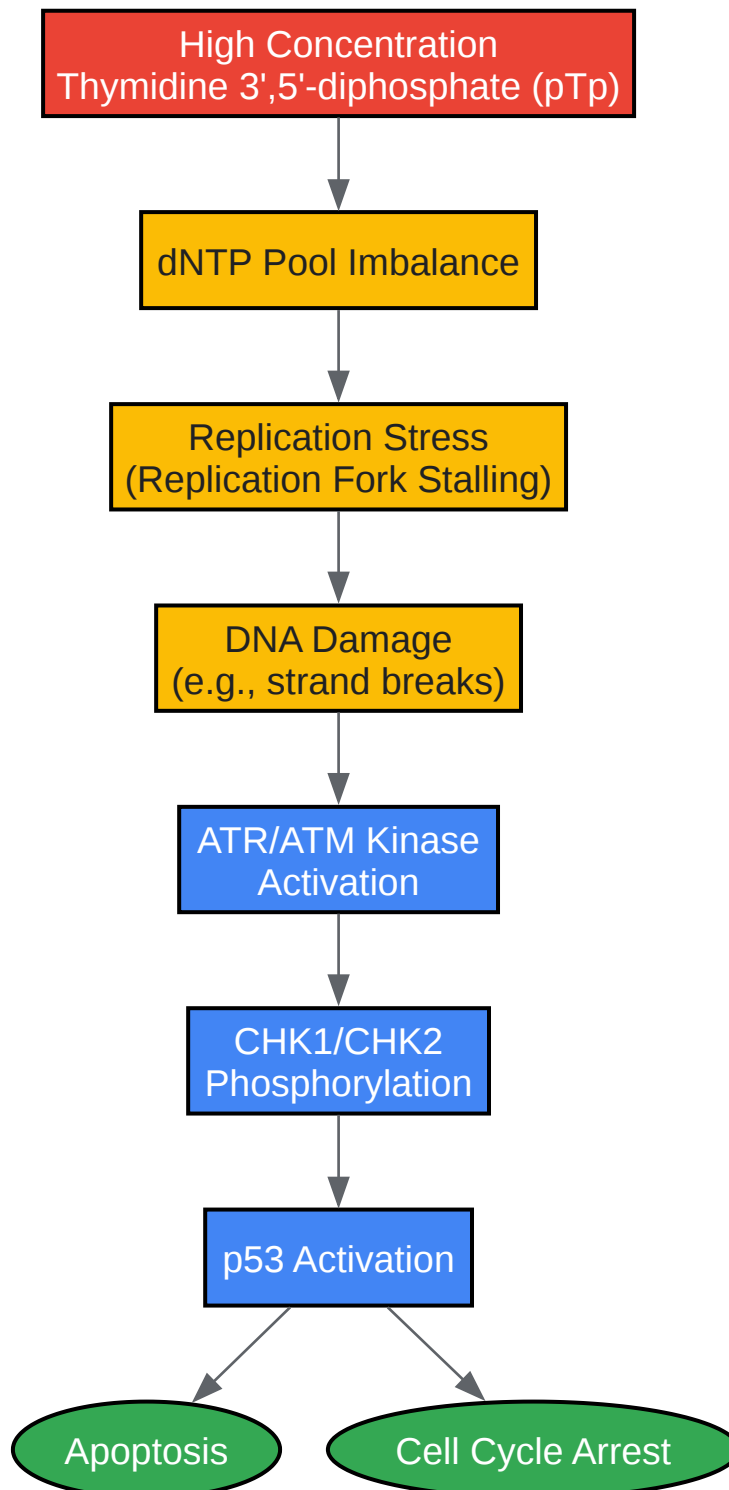 High Concentration
Thymidine 3',5'-diphosphate (pTp)
dNTP Pool Imbalance
Replication Stress
(Replication Fork Stalling)
DNA Damage
(e.g., strand breaks)
ATR/ATM Kinase
Activation
CHK1/CHK2
Phosphorylation
p53 Activation
Apoptosis
Cell Cycle Arrest